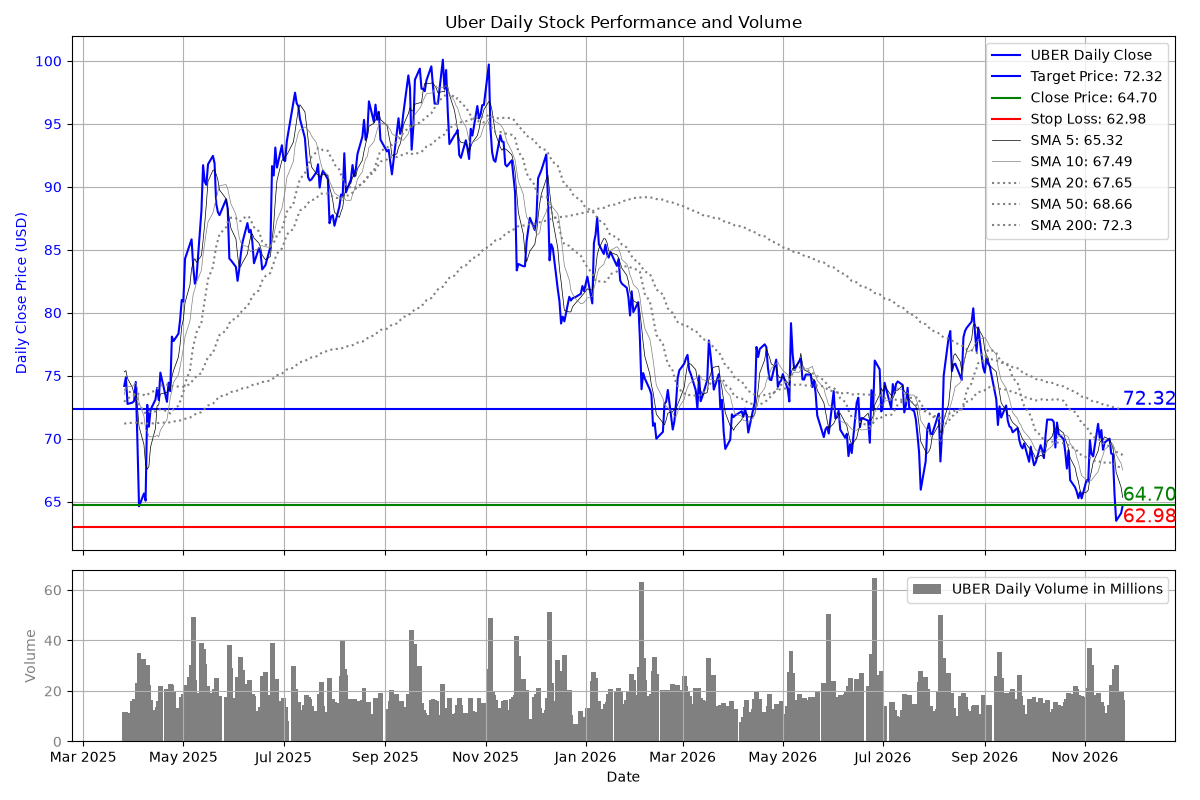 Uber Daily Stock Performance and Volume
UBER Daily Close
Target Price: 72.32
Close Price: 64.70
Stop Loss: 62.98
SMA 5: 65.32
SMA 10: 67.49
SMA 20: 67.65
SMA 50: 68.66
SMA 200: 72.3
Daily Close Price (USD)
100
95
90
85
80
75
70
65
72.32
64.70
62.98
UBER Daily Volume in Millions
Volume
60
40
20
0
Mar 2025 May 2025 Jul 2025 Sep 2025 Nov 2025 Jan 2026 Mar 2026 May 2026 Jul 2026 Sep 2026 Nov 2026
Date